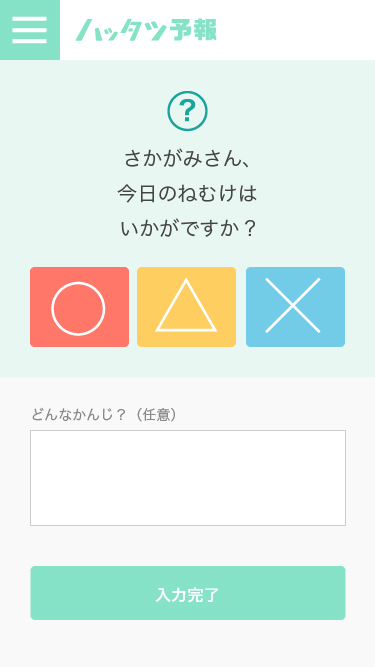 ハッタツ予報
?
さかがみさん、
今日のねむけは
いかがですか？
どんなかんじ？（任意）
入力完了